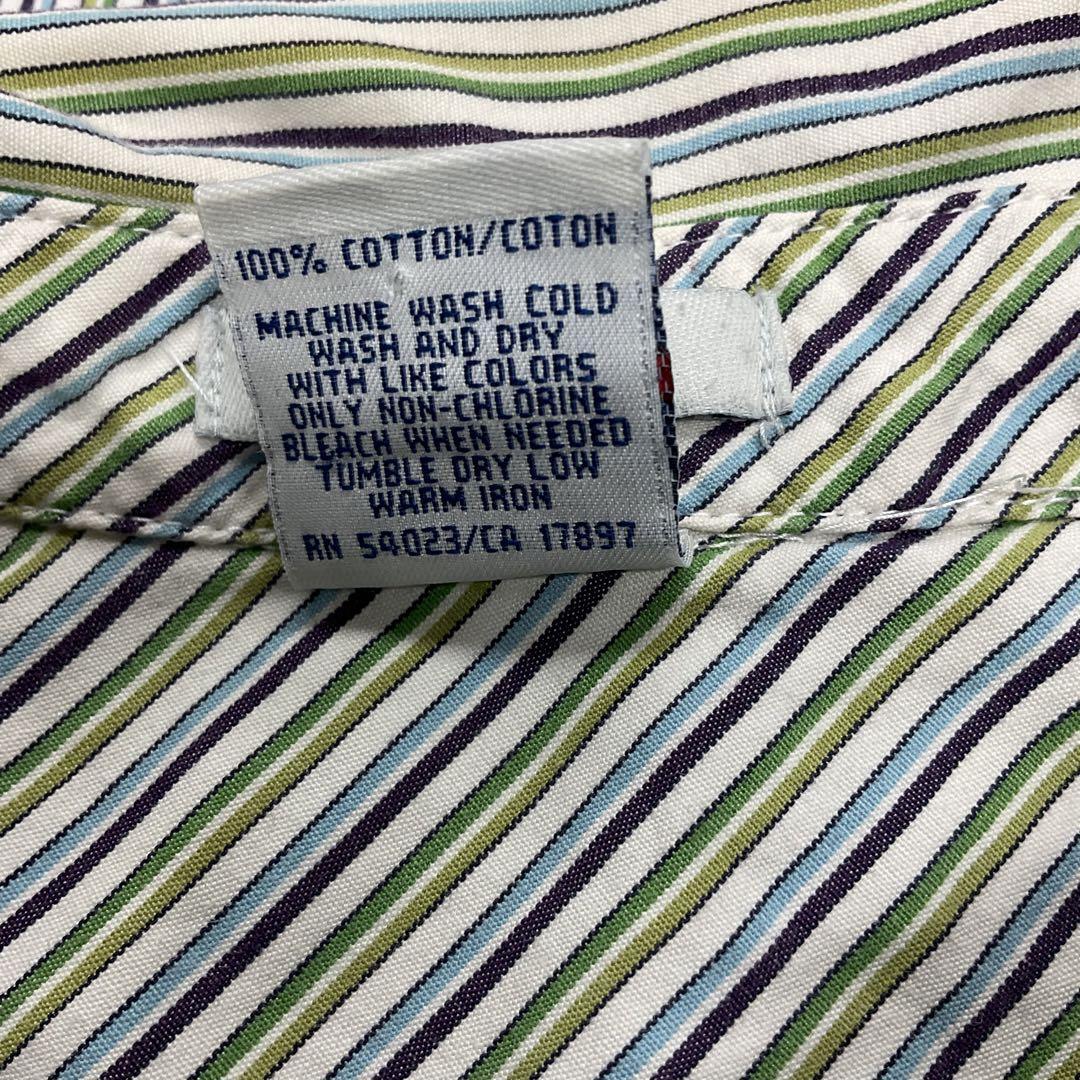 100% COTTON/COTON
MACHINE WASH COLD
WASH AND DRY
WITH LIKE COLORS
ONLY NON-CHLORINE
BLEACH WHEN NEEDED
TUMBLE DRY LOW
WARM IRON
RN 54023/CA 17897